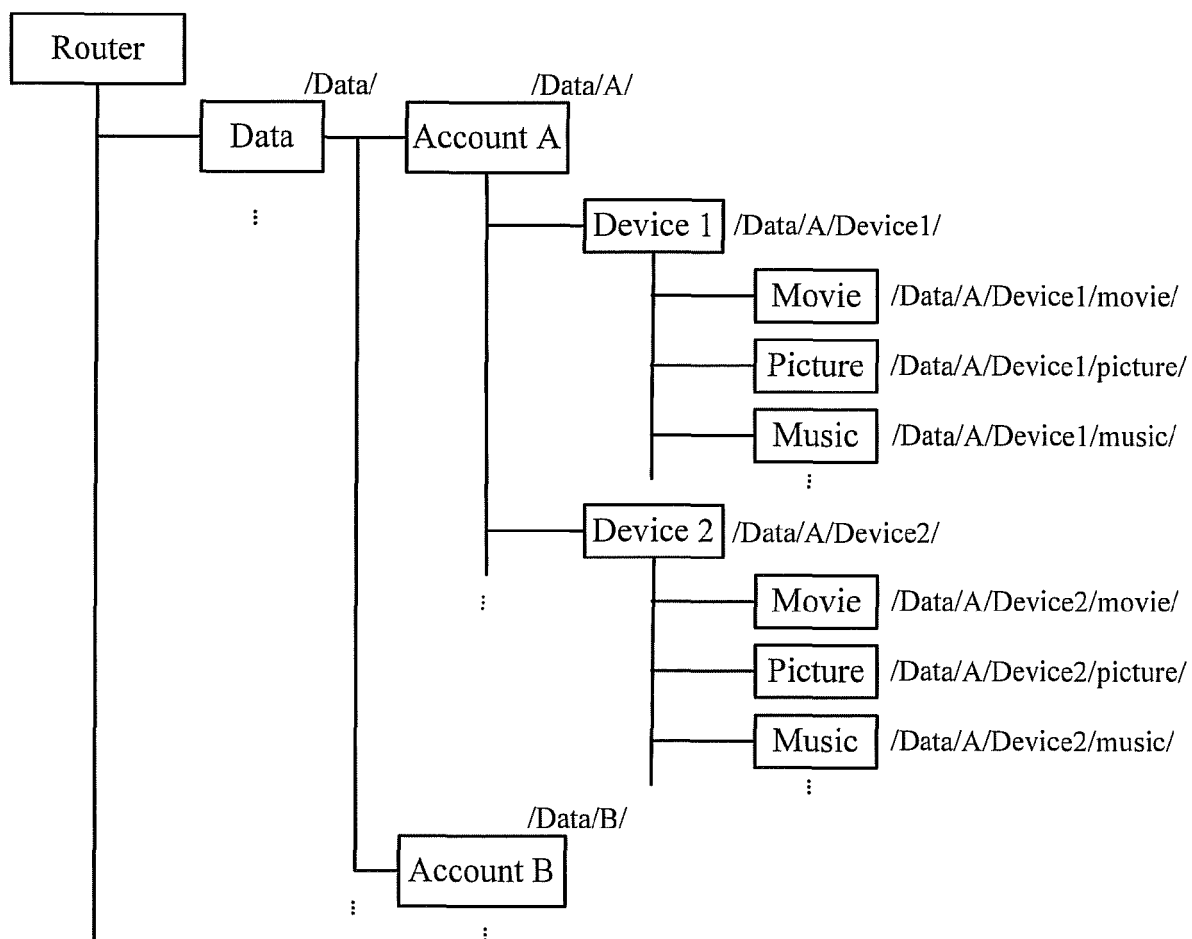 Router
/Data/
/Data/A/
Data
Account A
Device 1
/Data/A/Device1/
Movie
/Data/A/Device1/movie/
Picture
/Data/A/Device1/picture/
Music
/Data/A/Device1/music/
Device 2
/Data/A/Device2/
Movie
/Data/A/Device2/movie/
Picture
/Data/A/Device2/picture/
Music
/Data/A/Device2/music/
/Data/B/
Account B